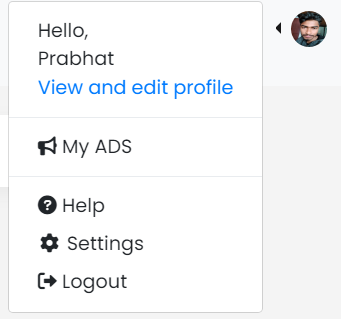 Hello,
Prabhat
View and edit profile
My ADS
Help
Settings
Logout